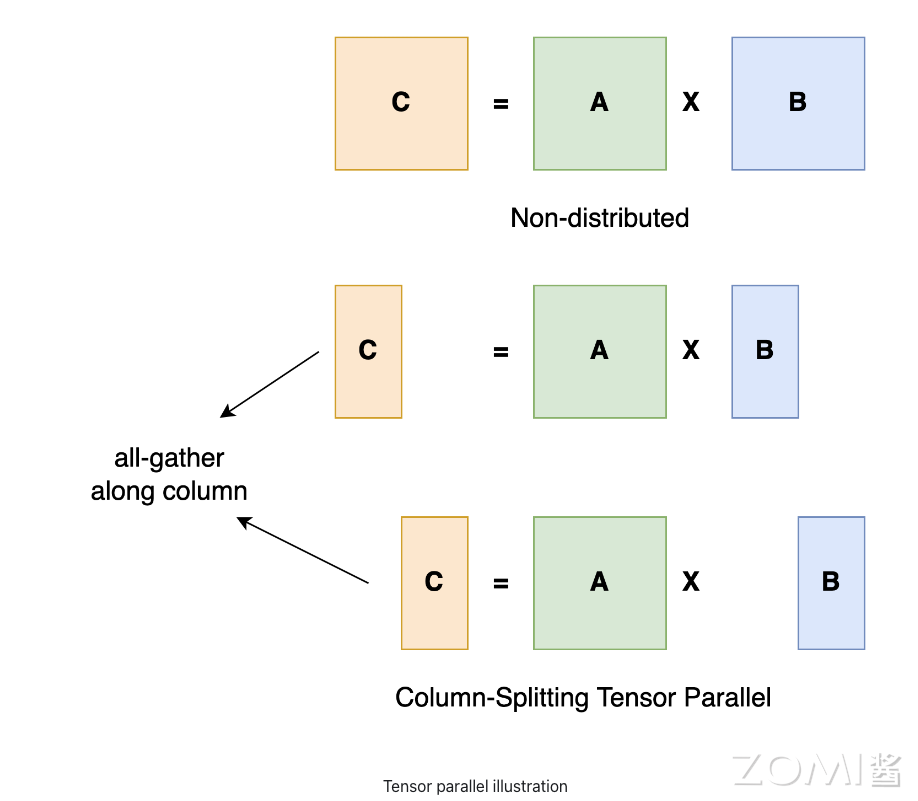 C = A X B
Non-distributed
C = A X B
all-gather
along column
C = A X B
Column-Splitting Tensor Parallel
Tensor parallel illustration
ZOMI酱